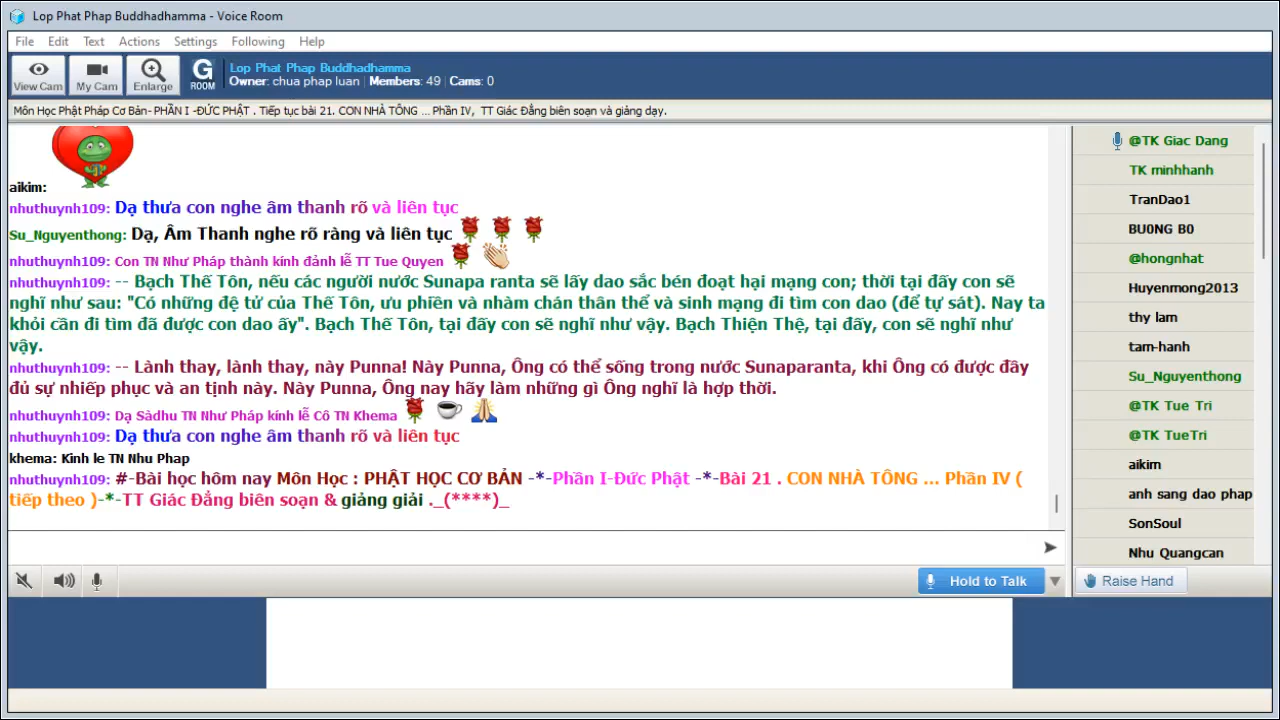 Lop Phat Phap Buddhadhamma - Voice Room
File Edit Text Actions Settings Following Help
View Cam My Cam Enlarge G ROOM
Lop Phat Phap Buddhadhamma
Owner: chua phap luan | Members: 49 | Cams: 0
Môn Học Phật Pháp Cơ Bản- PHẦN I -ĐỨC PHẬT . Tiếp tục bài 21. CON NHÀ TÔNG ... Phần IV, TT Giác Đẳng biên soạn và giảng dạy.
aikim:
nhuthuynh109: Dạ thưa con nghe âm thanh rõ và liên tục
Su_Nguyenthong: Dạ, Âm Thanh nghe rõ ràng và liên tục
nhuthuynh109: Con TN Như Pháp thành kính đảnh lễ TT Tue Quyen
nhuthuynh109: -- Bạch Thế Tôn, nếu các người nước Sunapa ranta sẽ lấy dao sắc bén đoạt hại mạng con; thời tại đấy con sẽ
nghĩ như sau: "Có những đệ tử của Thế Tôn, ưu phiền và nhàm chán thân thể và sinh mạng đi tìm con dao (để tự sát). Nay ta
khỏi cần đi tìm đã được con dao ấy". Bạch Thế Tôn, tại đấy con sẽ nghĩ như vậy. Bạch Thiện Thệ, tại đấy, con sẽ nghĩ như
vậy.
nhuthuynh109: -- Lành thay, lành thay, này Punna! Này Punna, Ông có thể sống trong nước Sunaparanta, khi Ông có được đầy
đủ sự nhiếp phục và an tịnh này. Này Punna, Ông nay hãy làm những gì Ông nghĩ là hợp thời.
nhuthuynh109: Dạ Sàdhu TN Như Pháp kính lễ Cô TN Khema
nhuthuynh109: Dạ thưa con nghe âm thanh rõ và liên tục
khema: Kinh le TN Nhu Phap
nhuthuynh109: #-Bài học hôm nay Môn Học : PHẬT HỌC CƠ BẢN -*-Phần I-Đức Phật -*-Bài 21 . CON NHÀ TÔNG ... Phần IV (
tiếp theo )-*-TT Giác Đẳng biên soạn & giảng giải ._(****)_
Hold to Talk
@TK Giac Dang
TK minhhanh
TranDao1
BU0NG B0
@hongnhat
Huyenmong2013
thy lam
tam-hanh
Su_Nguyenthong
@TK Tue Tri
@TK TueTri
aikim
anh sang dao phap
SonSoul
Nhu Quangcan
Raise Hand